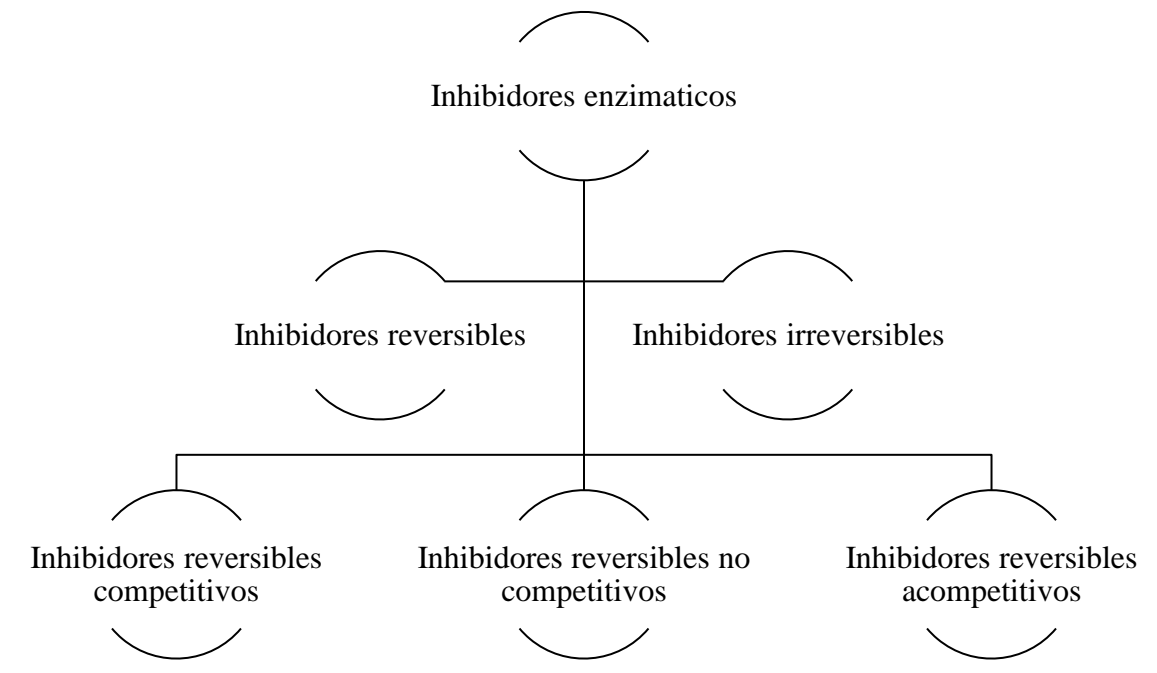 Inhibidores enzimaticos
Inhibidores reversibles
Inhibidores irreversibles
Inhibidores reversibles
competitivos
Inhibidores reversibles no
competitivos
Inhibidores reversibles
acompetitivos